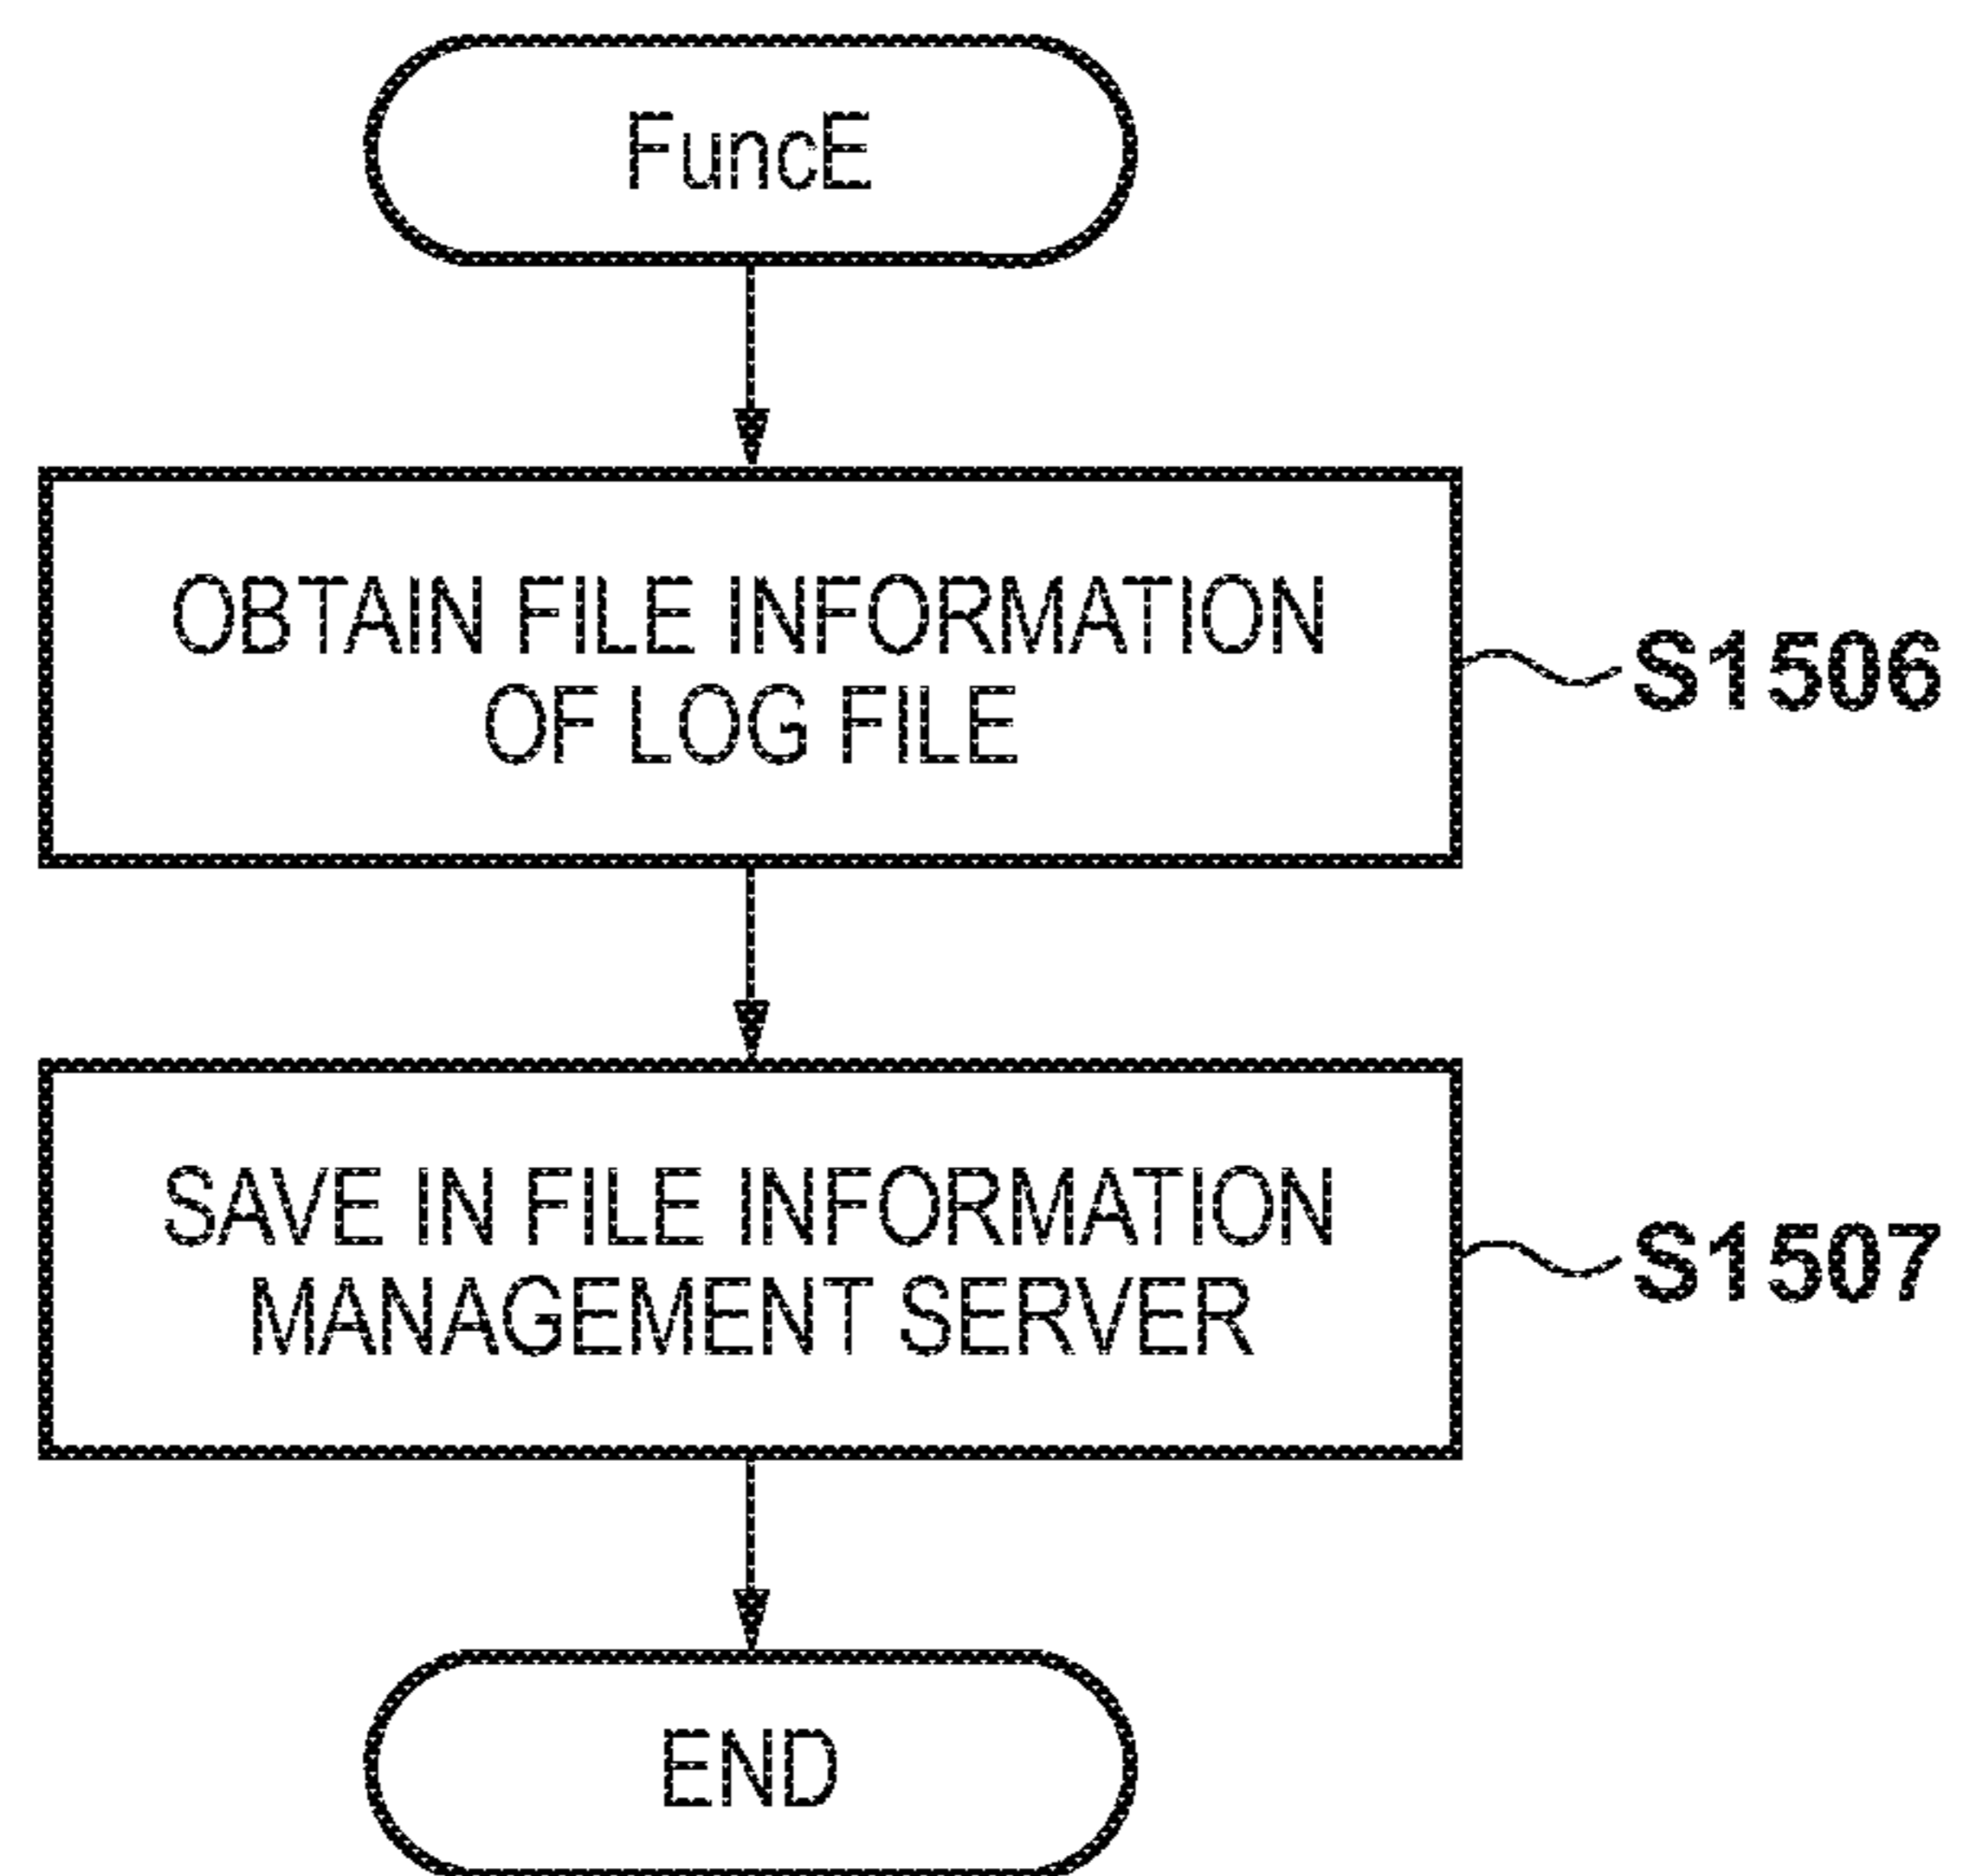 FuncE
OBTAIN FILE INFORMATION
OF LOG FILE
S1506
SAVE IN FILE INFORMATION
MANAGEMENT SERVER
S1507
END